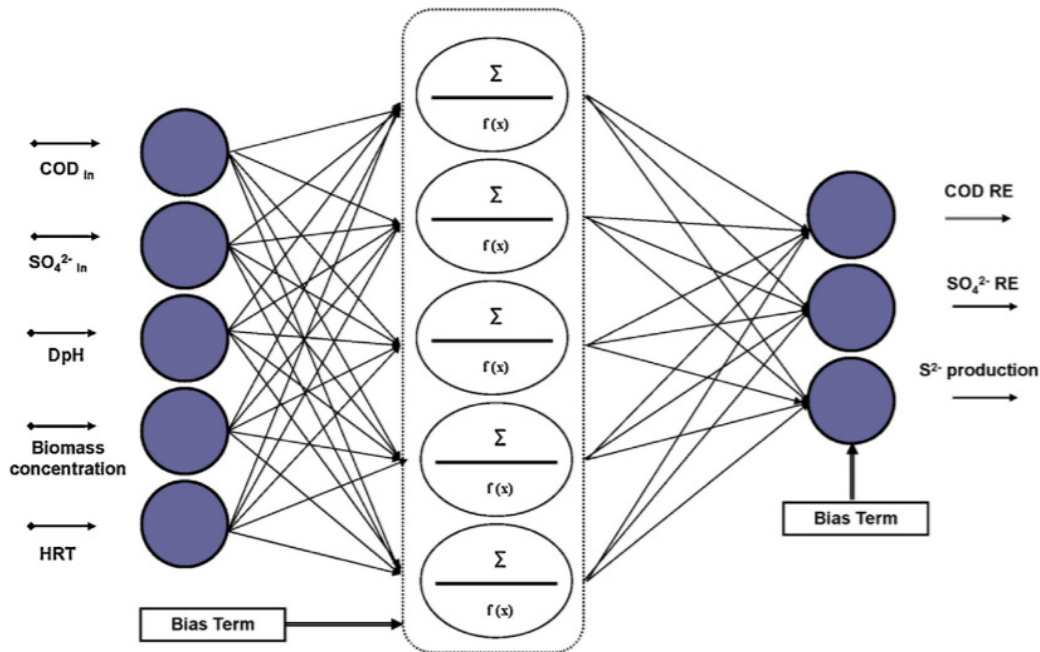 COD In
SO₄²⁻ In
DpH
Biomass
concentration
HRT
Bias Term
Σ
f(x)
Σ
f(x)
Σ
f(x)
Σ
f(x)
Σ
f(x)
COD RE
SO₄²⁻ RE
S²⁻ production
Bias Term